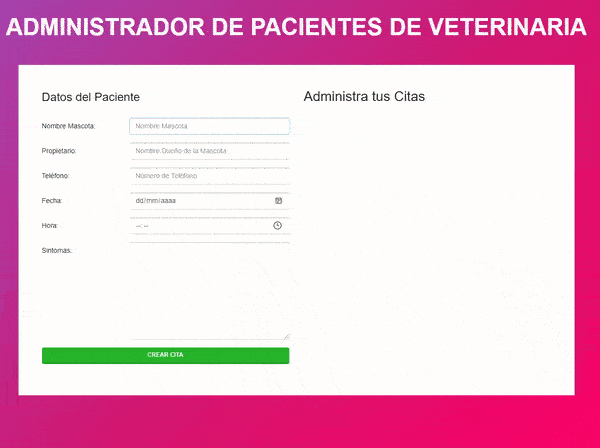 ADMINISTRADOR DE PACIENTES DE VETERINARIA
Datos del Paciente
Administra tus Citas
Nombre Mascota:
Nombre Mascota
Propietario:
Nombre Dueño de la Mascota
Teléfono:
Número de Teléfono
Fecha:
dd/mm/aaaa
Hora:
--:--
Sintomas:
CREAR CITA